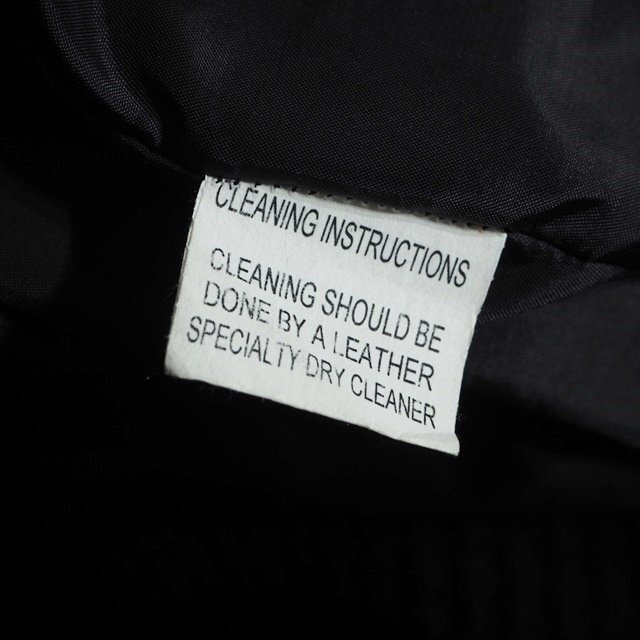 CLEANING INSTRUCTIONS
CLEANING SHOULD BE
DONE BY A LEATHER
SPECIALTY DRY CLEANER